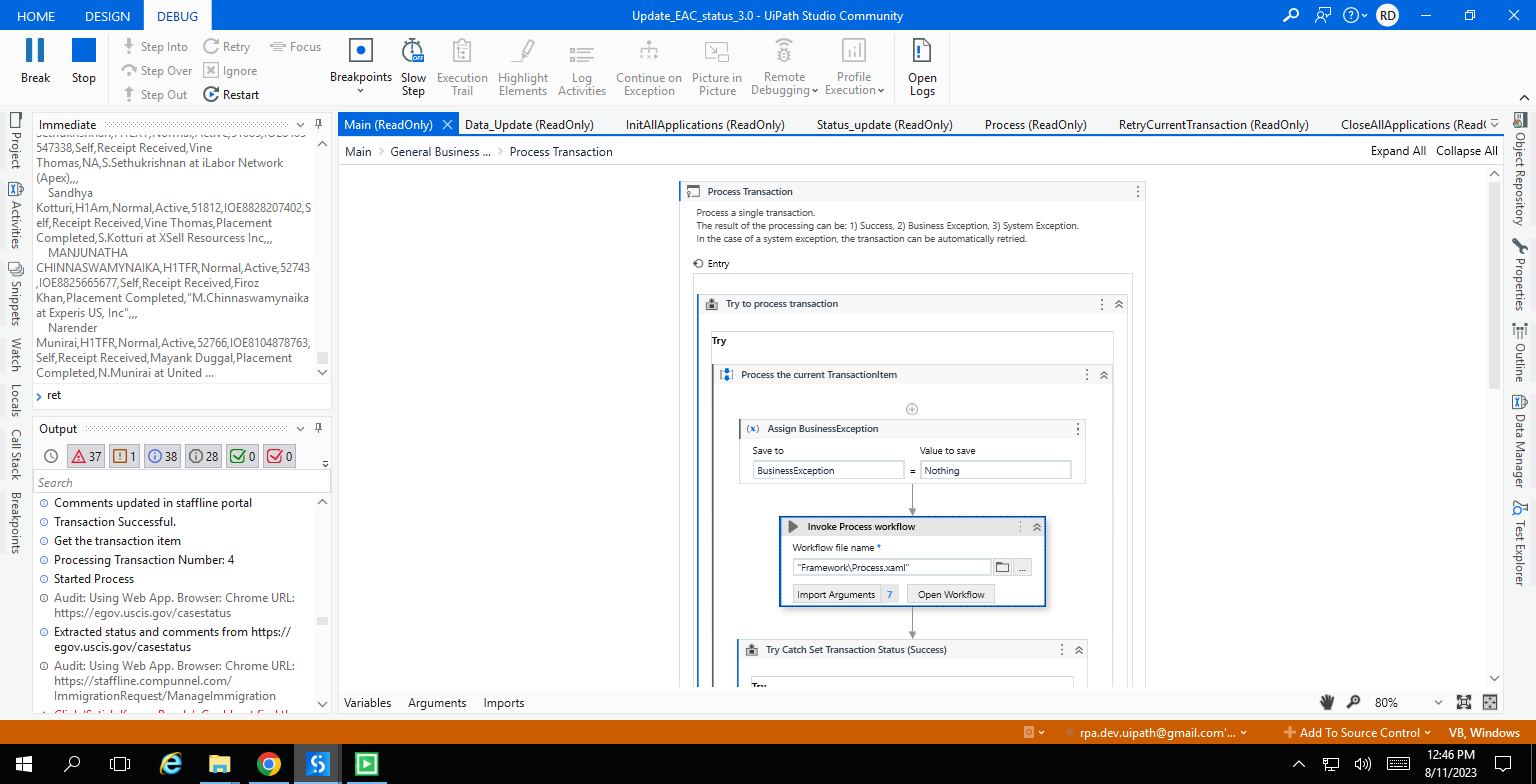 HOME
DESIGN
DEBUG
Update_EAC_status_3.0 - UiPath Studio Community
RD
Break
Stop
Step Into
Step Over
Step Out
Retry
Ignore
Restart
Focus
Breakpoints
Slow
Step
OFF
Execution
Trail
Highlight
Elements
Log
Activities
Continue on
Exception
Picture in
Picture
Remote
Debugging
Profile
Execution
Open
Logs
Project
Activities
Snippets
Watch
Locals
Call Stack
Breakpoints
Immediate
547338,Self,Receipt Received,Vine
Thomas,NA,S.Sethukrishnan at iLabor Network
(Apex),,,
Sandhya
Kotturi,H1Am,Normal,Active,51812,IOE8828207402,S
elf,Receipt Received,Vine Thomas,Placement
Completed,S.Kotturi at XSell Resourcess Inc,,,
MANJUNATHA
CHINNASWAMYNAIKA,H1TFR,Normal,Active,52743
,IOE8825665677,Self,Receipt Received,Firoz
Khan,Placement Completed,"M.Chinnaswamynaika
at Experis US, Inc",,,
Narender
Munirai,H1TFR,Normal,Active,52766,IOE8104878763,
Self,Receipt Received,Mayank Duggal,Placement
Completed,N.Munirai at United ...
ret
Output
37
1
38
28
0
0
Search
Comments updated in staffline portal
Transaction Successful.
Get the transaction item
Processing Transaction Number: 4
Started Process
Audit: Using Web App. Browser: Chrome URL:
https://egov.uscis.gov/casestatus
Extracted status and comments from https://
egov.uscis.gov/casestatus
Audit: Using Web App. Browser: Chrome URL:
https://staffline.compunnel.com/
ImmigrationRequest/ManageImmigration
Main (ReadOnly)
Data_Update (ReadOnly)
InitAllApplications (ReadOnly)
Status_update (ReadOnly)
Process (ReadOnly)
RetryCurrentTransaction (ReadOnly)
CloseAllApplications (Read
Main
General Business ...
Process Transaction
Expand All
Collapse All
Process Transaction
Process a single transaction.
The result of the processing can be: 1) Success, 2) Business Exception, 3) System Exception.
In the case of a system exception, the transaction can be automatically retried.
Entry
Try to process transaction
Try
Process the current TransactionItem
(x) Assign BusinessException
Save to
Value to save
BusinessException
=
Nothing
Invoke Process workflow
Workflow file name *
"Framework\Process.xaml"
...
Import Arguments
7
Open Workflow
Try Catch Set Transaction Status (Success)
Try
Variables
Arguments
Imports
80%
Object Repository
Properties
Outline
Data Manager
Test Explorer
rpa.dev.uipath@gmail.com'...
Add To Source Control
VB, Windows
12:46 PM
8/11/2023